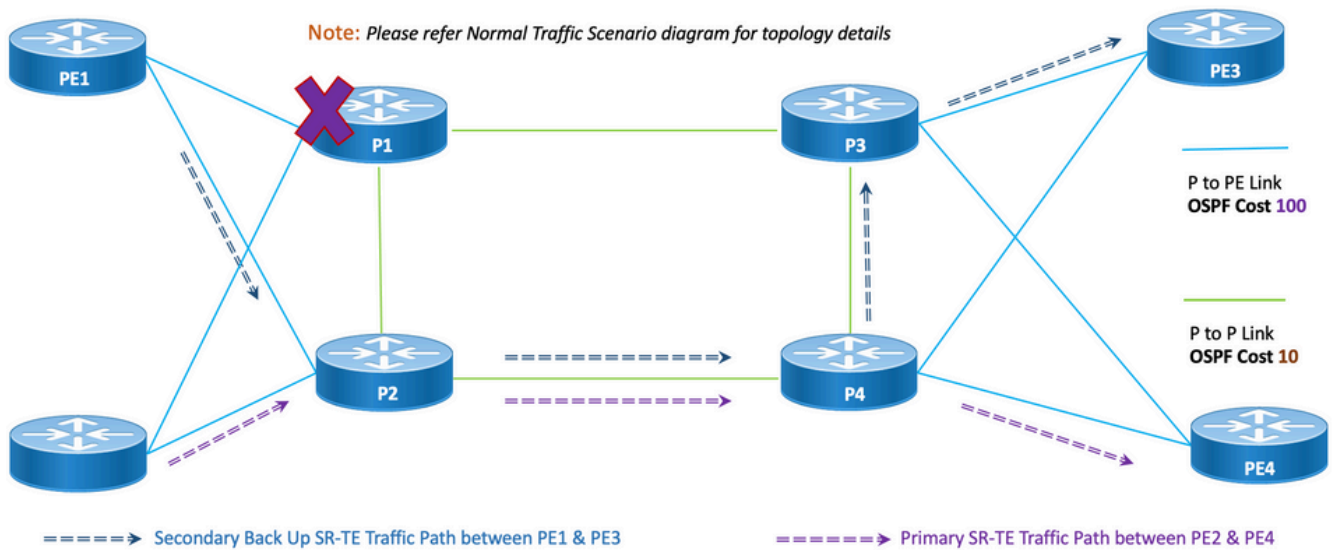 Note: Please refer Normal Traffic Scenario diagram for topology details
PE1
P1
P3
PE3
P to PE Link
OSPF Cost 100
P to P Link
OSPF Cost 10
P2
P4
PE4
Secondary Back Up SR-TE Traffic Path between PE1 & PE3
Primary SR-TE Traffic Path between PE2 & PE4